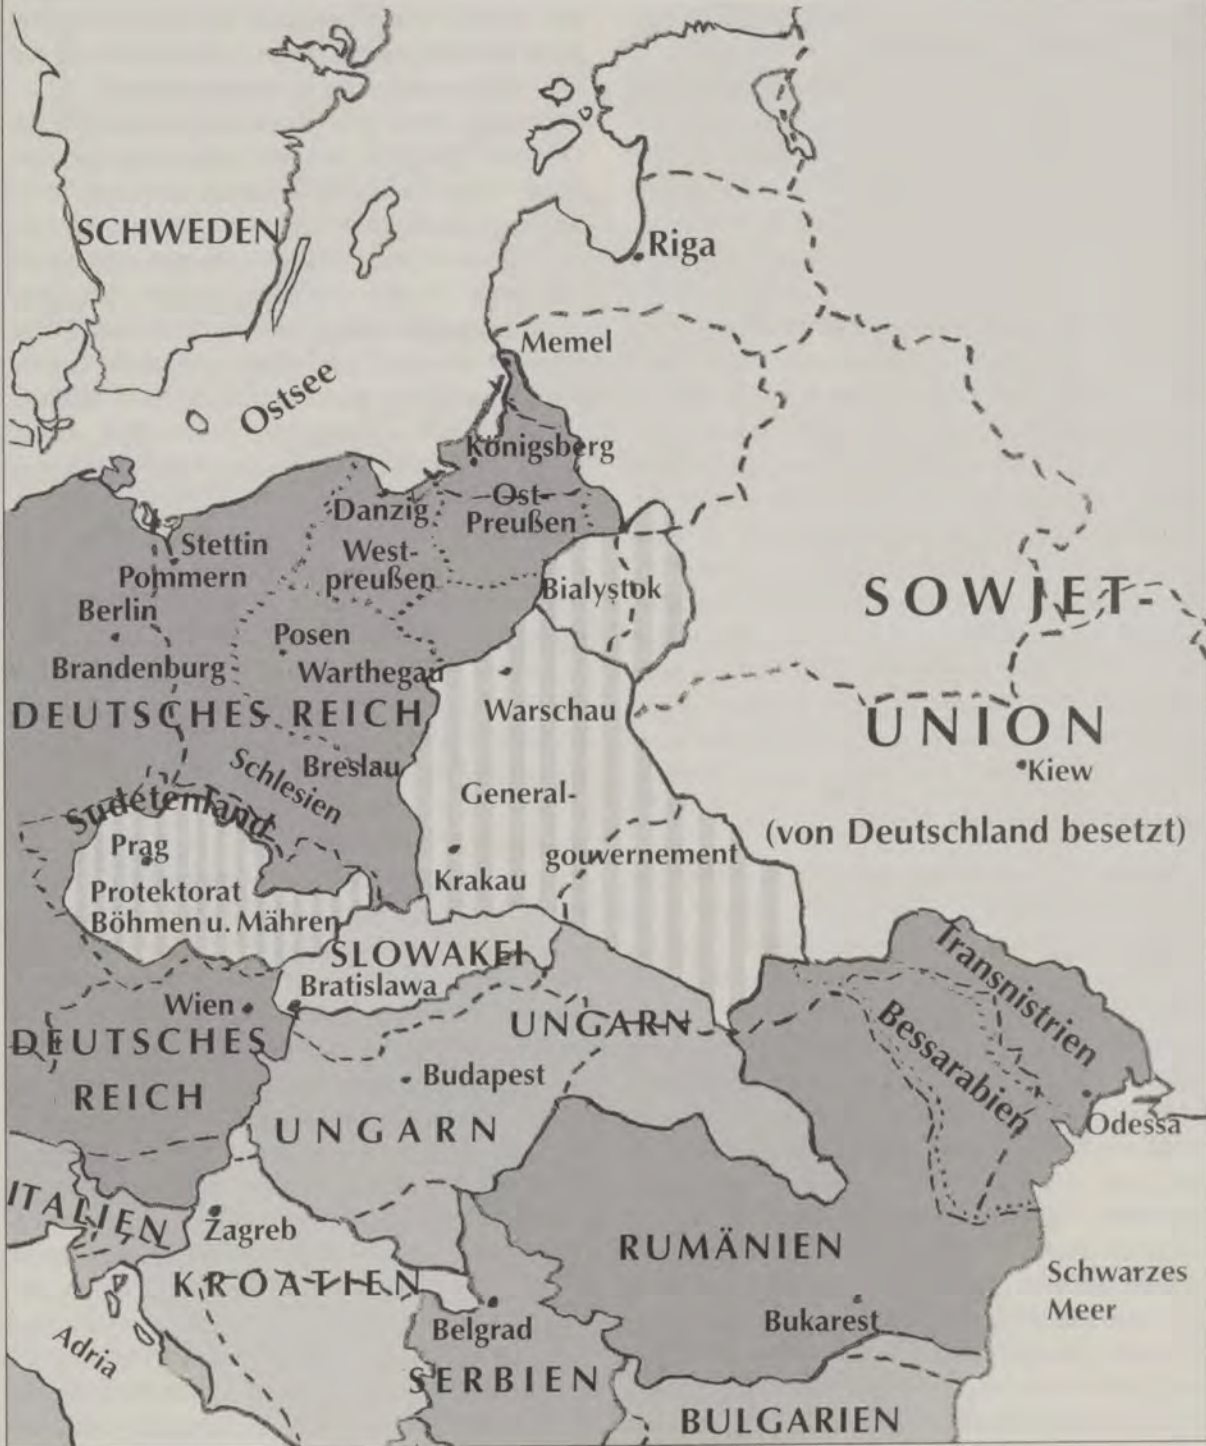 SCHWEDEN
Riga
Memel
Ostsee
Königsberg
Danzig
Ost-
Preußen
Stettin
West-
preußen
Pommern
Bialystok
SOWJET-
Berlin
Posen
Brandenburg
Warthegau
DEUTSCHES REICH
Warschau
UNION
Schlesien
Breslau
Kiew
General-
Sudetenland
(von Deutschland besetzt)
Prag
gouvernement
Krakau
Protektorat
Böhmen u. Mähren
SLOWAKEI
Transnistrien
Bratislawa
Wien
UNGARN
Bessarabien
DEUTSCHES
REICH
Budapest
UNGARN
Odessa
ITALIEN
Zagreb
RUMÄNIEN
KROATIEN
Schwarzes
Meer
Belgrad
Bukarest
Adria
SERBIEN
BULGARIEN